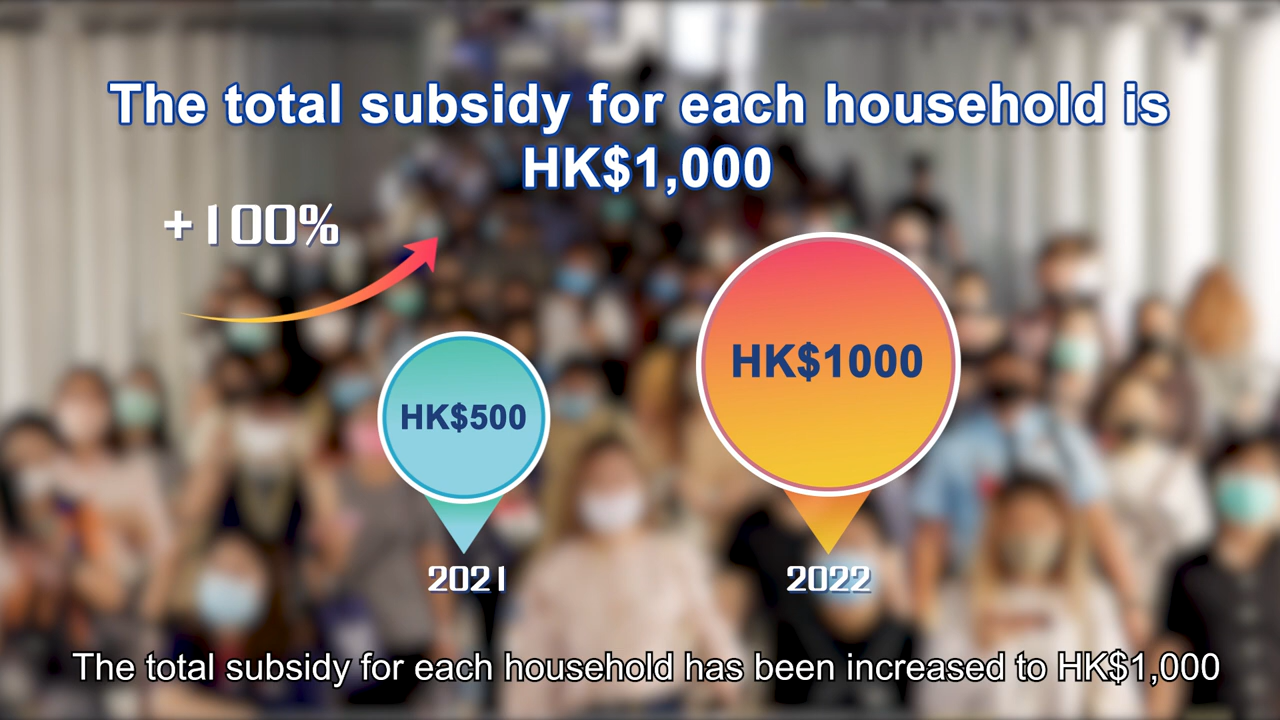 The total subsidy for each household is
HK$1,000
+100%
HK$500
HK$1000
2021
2022
The total subsidy for each household has been increased to HK$1,000